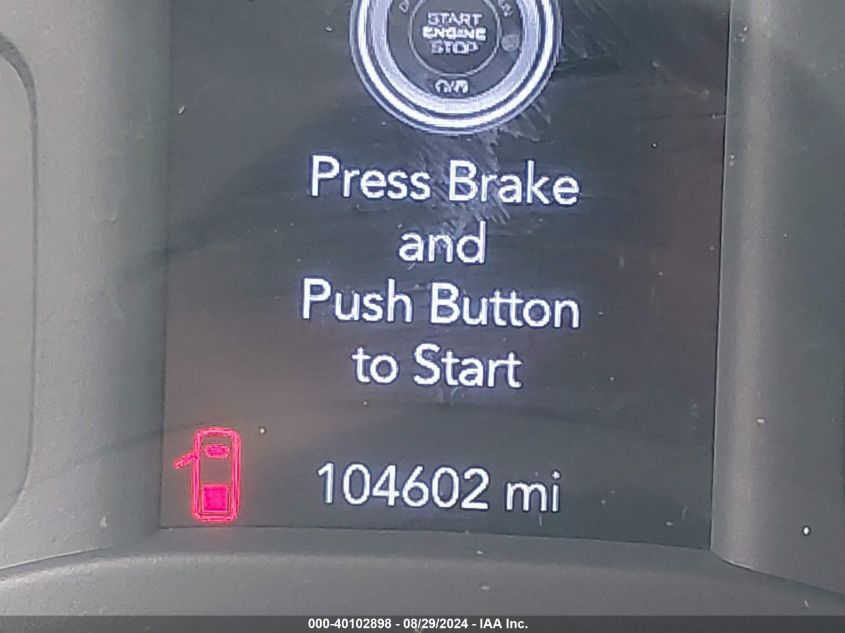 START
ENGINE
STOP
Press Brake
and
Push Button
to Start
104602 mi
000-40102898 - 08/29/2024 - IAA Inc.